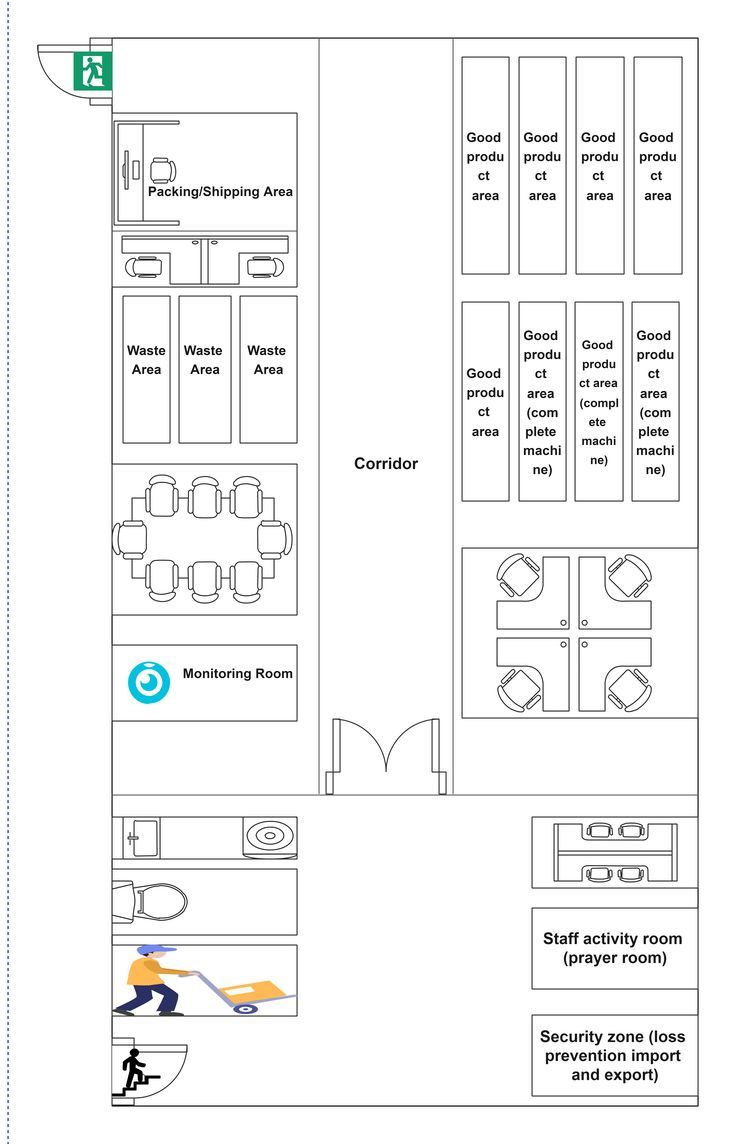 Packing/Shipping Area
Good
produ
ct
area
Good
produ
ct
area
Good
produ
ct
area
Good
produ
ct
area
Waste
Area
Waste
Area
Waste
Area
Good
produ
ct
area
Good
produ
ct
area
(com
plete
machi
ne)
Good
produ
ct area
(compl
ete
machi
ne)
Good
produ
ct
area
(com
plete
machi
ne)
Corridor
Monitoring Room
Staff activity room
(prayer room)
Security zone (loss
prevention import
and export)